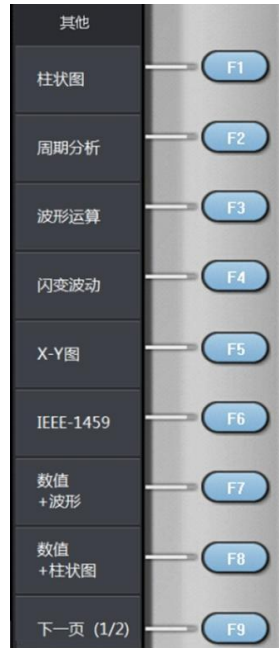 其他
柱状图
F1
周期分析
F2
波形运算
F3
闪变波动
F4
X-Y图
F5
IEEE-1459
F6
数值
+波形
F7
数值
+柱状图
F8
下一页 (1/2)
F9